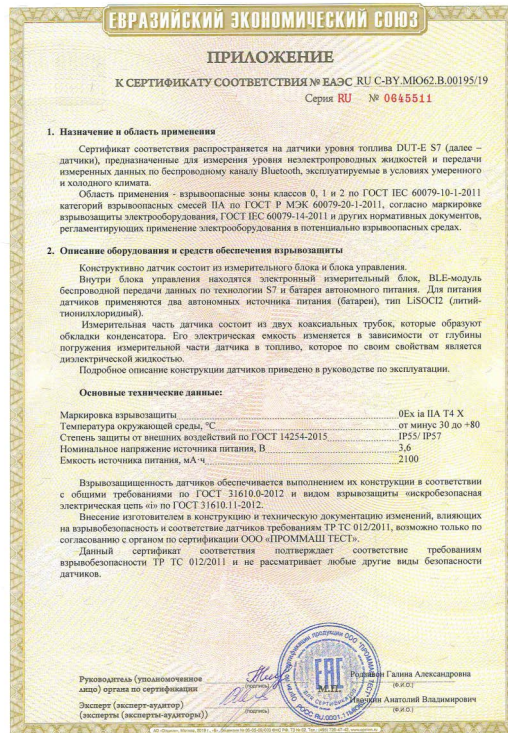 ЕВРАЗИЙСКИЙ ЭКОНОМИЧЕСКИЙ СОЮЗ
ПРИЛОЖЕНИЕ
К СЕРТИФИКАТУ СООТВЕТСТВИЯ № ЕАЭС RU C-BY.МЮ62.В.00195/19
Серия RU № 0645511
1. Назначение и область применения
Сертификат соответствия распространяется на датчики уровня топлива DUT-E S7 (далее –
датчики), предназначенные для измерения уровня неэлектропроводных жидкостей и передачи
измеренных данных по беспроводному каналу Bluetooth, эксплуатируемые в условиях умеренного
и холодного климата.
Область применения - взрывоопасные зоны классов 0, 1 и 2 по ГОСТ IEC 60079-10-1-2011
категорий взрывоопасных смесей IIА по ГОСТ Р МЭК 60079-20-1-2011, согласно маркировке
взрывозащиты электрооборудования, ГОСТ IEC 60079-14-2011 и других нормативных документов,
регламентирующих применение электрооборудования в потенциально взрывоопасных средах.
2. Описание оборудования и средств обеспечения взрывозащиты
Конструктивно датчик состоит из измерительного блока и блока управления.
Внутри блока управления находятся электронный измерительный блок, BLE-модуль
беспроводной передачи данных по технологии S7 и батарея автономного питания. Для питания
датчиков применяются два автономных источника питания (батареи), тип LiSOCI2 (литий-
тионилхлоридный).
Измерительная часть датчика состоит из двух коаксиальных трубок, которые образуют
обкладки конденсатора. Его электрическая емкость изменяется в зависимости от глубины
погружения измерительной части датчика в топливо, которое по своим свойствам является
диэлектрической жидкостью.
Подробное описание конструкции датчиков приведено в руководстве по эксплуатации.
Основные технические данные:
Маркировка взрывозащиты 0Ex ia IIA T4 X
Температура окружающей среды, °С от минус 30 до +80
Степень защиты от внешних воздействий по ГОСТ 14254-2015 IP55/ IP57
Номинальное напряжение источника питания, В 3,6
Емкость источника питания, мА·ч 2100
Взрывозащищенность датчиков обеспечивается выполнением их конструкции в соответствии
с общими требованиями по ГОСТ 31610.0-2012 и видом взрывозащиты «искробезопасная
электрическая цепь «i» по ГОСТ 31610.11-2012.
Внесение изготовителем в конструкцию и техническую документацию изменений, влияющих
на взрывобезопасность и соответствие датчиков требованиям ТР ТС 012/2011, возможно только по
согласованию с органом по сертификации ООО «ПРОММАШ ТЕСТ».
Данный сертификат соответствия подтверждает соответствие требованиям
взрывобезопасности ТР ТС 012/2011 и не рассматривает любые другие виды безопасности
датчиков.
Руководитель (уполномоченное
лицо) органа по сертификации
(подпись)
М.П.
Галина Александровна
(Ф.И.О.)
Эксперт (эксперт-аудитор)
(эксперты (эксперты-аудиторы))
(подпись)
Ивочкин Анатолий Владимирович
(Ф.И.О.)
EAC